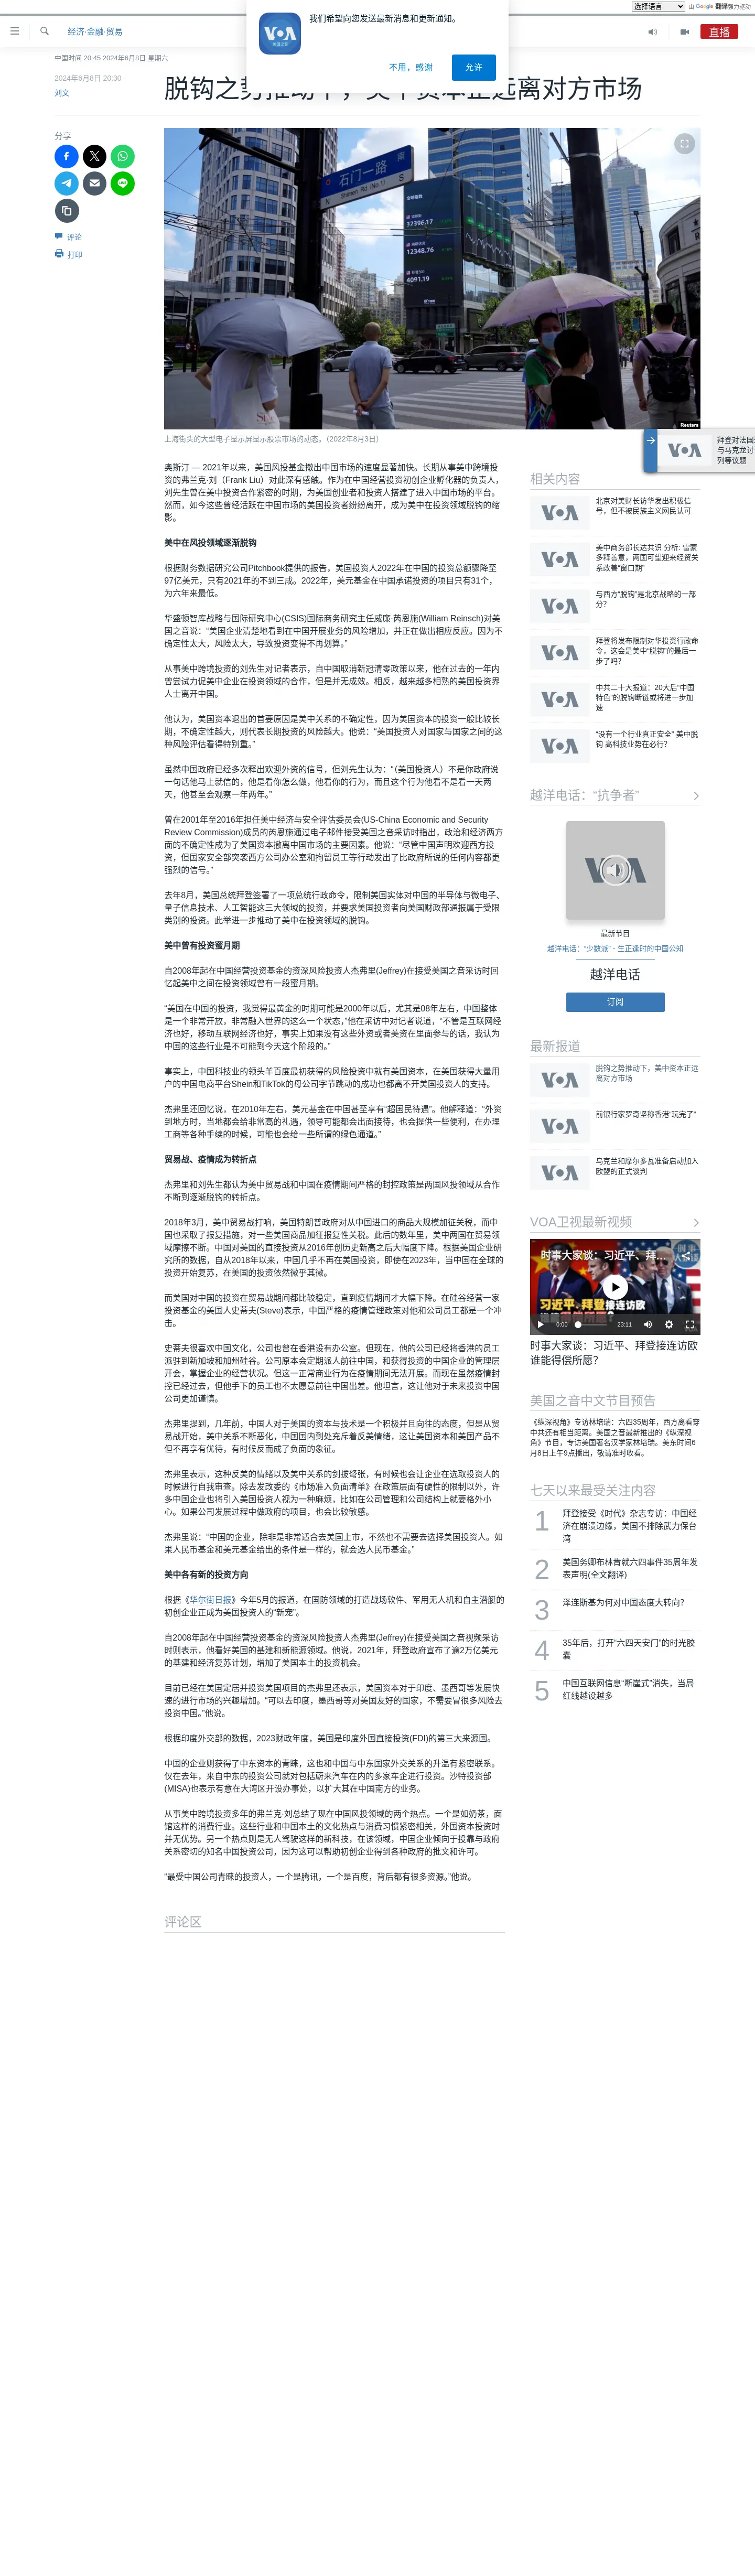 选择语言
由 Google 翻译强力驱动
经济·金融·贸易
直播
我们希望向您发送最新消息和更新通知。
不用，感谢
允许
中国时间 20:45 2024年6月8日 星期六
2024年6月8日 20:30
刘文
脱钩之势推动下，美中资本正远离对方市场
分享
评论
打印
石门一路
南
Shimen No.1 Rd
S
Reuters
上海街头的大型电子显示屏显示股票市场的动态。(2022年8月3日）
奥斯汀 — 2021年以来，美国风投基金撤出中国市场的速度显著加快。长期从事美中跨境投
资的弗兰克·刘（Frank Liu）对此深有感触。作为在中国经营投资初创企业孵化器的负责人，
刘先生曾在美中投资合作紧密的时期，为美国创业者和投资人搭建了进入中国市场的平台。
然而，如今这些曾经活跃在中国市场的美国投资者纷纷离开，成为美中在投资领域脱钩的缩
影。
美中在风投领域逐渐脱钩
根据财务数据研究公司Pitchbook提供的报告，美国投资人2022年在中国的投资总额骤降至
97亿美元，只有2021年的不到三成。2022年，美元基金在中国承诺投资的项目只有31个，
为六年来最低。
华盛顿智库战略与国际研究中心(CSIS)国际商务研究主任威廉·芮恩施(William Reinsch)对美
国之音说：“美国企业清楚地看到在中国开展业务的风险增加，并正在做出相应反应。因为不
确定性太大，风险太大，导致投资变得不再划算。”
从事美中跨境投资的刘先生对记者表示，自中国取消新冠清零政策以来，他在过去的一年内
曾尝试力促美中企业在投资领域的合作，但是并无成效。相反，越来越多相熟的美国投资界
人士离开中国。
他认为，美国资本退出的首要原因是美中关系的不确定性，因为美国资本的投资一般比较长
期，不确定性越大，则代表长期投资的风险越大。他说：“美国投资人对国家与国家之间的这
种风险评估看得特别重。”
虽然中国政府已经多次释出欢迎外资的信号，但刘先生认为：“（美国投资人）不是你政府说
一句话他马上就信的，他是看你怎么做，他看你的行为，而且这个行为他看不是看一天两
天，他甚至会观察一年两年。”
曾在2001年至2016年担任美中经济与安全评估委员会(US-China Economic and Security
Review Commission)成员的芮恩施通过电子邮件接受美国之音采访时指出，政治和经济两方
面的不确定性成为了美国资本撤离中国市场的主要因素。他说：“尽管中国声明欢迎西方投
资，但国家安全部突袭西方公司办公室和拘留员工等行动发出了比政府所说的任何内容都更
强烈的信号。”
去年8月，美国总统拜登签署了一项总统行政命令，限制美国实体对中国的半导体与微电子、
量子信息技术、人工智能这三大领域的投资，并要求美国投资者向美国财政部通报属于受限
类别的投资。此举进一步推动了美中在投资领域的脱钩。
美中曾有投资蜜月期
自2008年起在中国经营投资基金的资深风险投资人杰弗里(Jeffrey)在接受美国之音采访时回
忆起美中之间在投资领域曾有一段蜜月期。
“美国在中国的投资，我觉得最黄金的时期可能是2000年以后，尤其是08年左右，中国整体
是一个非常开放，非常融入世界的这么一个状态，”他在采访中对记者说道，“不管是互联网经
济也好，移动互联网经济也好，事实上如果没有这些外资或者美资在里面参与的话，我认为
中国的这些行业是不可能到今天这个阶段的。”
事实上，中国科技业的领头羊百度最初获得的风险投资中就有美国资本，在美国获得大量用
户的中国电商平台Shein和TikTok的母公司字节跳动的成功也都离不开美国投资人的支持。
杰弗里还回忆说，在2010年左右，美元基金在中国甚至享有“超国民待遇”。他解释道：“外资
到地方时，当地都会给非常高的礼遇，领导可能都会出面接待，也会提供一些便利，在办理
工商等各种手续的时候，可能也会给一些所谓的绿色通道。”
贸易战、疫情成为转折点
杰弗里和刘先生都认为美中贸易战和中国在疫情期间严格的封控政策是两国风投领域从合作
不断到逐渐脱钩的转折点。
2018年3月，美中贸易战打响，美国特朗普政府对从中国进口的商品大规模加征关税，而中
国也采取了报复措施，对一些美国商品加征报复性关税。此后的数年里，美中两国在贸易领
域摩擦不断。中国对美国的直接投资从2016年创历史新高之后大幅度下降。根据美国企业研
究所的数据，自从2018年以来，中国几乎不再在美国投资，即使在2023年，当中国在全球的
投资开始复苏，在美国的投资依然微乎其微。
而美国对中国的投资在贸易战期间都比较稳定，直到疫情期间才大幅下降。在硅谷经营一家
投资基金的美国人史蒂夫(Steve)表示，中国严格的疫情管理政策对他和公司员工都是一个冲
击。
史蒂夫很喜欢中国文化，公司也曾在香港设有办公室。但现在，他的公司已经将香港的员工
派驻到新加坡和加州硅谷。公司原本会定期派人前往中国，和获得投资的中国企业的管理层
开会，掌握企业的经营状况。但这一正常商业行为在疫情期间无法开展。而现在虽然疫情封
控已经过去，但他手下的员工也不太愿意前往中国出差。他坦言，这让他对于未来投资中国
公司更加谨慎。
杰弗里提到，几年前，中国人对于美国的资本与技术是一个积极并且向往的态度，但是从贸
易战开始，美中关系不断恶化，中国国内到处充斥着反美情绪，这让美国资本和美国产品不
但不再享有优待，有时候反而成了负面的象征。
杰弗里表示，这种反美的情绪以及美中关系的剑拔弩张，有时候也会让企业在选取投资人的
时候进行自我审查。除去发改委的《市场准入负面清单》在政策层面有硬性的限制以外，许
多中国企业也将引入美国投资人视为一种麻烦，比如在公司管理和公司结构上就要格外小
心。如果公司发展过程中做政府的项目，也会比较敏感。
杰弗里说：“中国的企业，除非是非常适合去美国上市，不然也不需要去选择美国投资人。如
果人民币基金和美元基金给出的条件是一样的，就会选人民币基金。”
美中各有新的投资方向
根据《华尔街日报》今年5月的报道，在国防领域的打造战场软件、军用无人机和自主潜艇的
初创企业正成为美国投资人的“新宠”。
自2008年起在中国经营投资基金的资深风险投资人杰弗里(Jeffrey)在接受美国之音视频采访
时则表示，他看好美国的基建和新能源领域。他说，2021年，拜登政府宣布了逾2万亿美元
的基建和经济复苏计划，增加了美国本土的投资机会。
目前已经在美国定居并投资美国项目的杰弗里还表示，美国资本对于印度、墨西哥等发展快
速的进行市场的兴趣增加。“可以去印度，墨西哥等对美国友好的国家，不需要冒很多风险去
投资中国。”他说。
根据印度外交部的数据，2023财政年度，美国是印度外国直接投资(FDI)的第三大来源国。
中国的企业则获得了中东资本的青睐，这也和中国与中东国家外交关系的升温有紧密联系。
仅在去年，来自中东的投资公司就对包括蔚来汽车在内的多家车企进行投资。沙特投资部
(MISA)也表示有意在大湾区开设办事处，以扩大其在中国南方的业务。
从事美中跨境投资多年的弗兰克·刘总结了现在中国风投领域的两个热点。一个是如奶茶，面
馆这样的消费行业。这些行业和中国本土的文化热点与消费习惯紧密相关，外国资本投资时
并无优势。另一个热点则是无人驾驶这样的新科技，在该领域，中国企业倾向于投靠与政府
关系密切的知名中国投资公司，因为这可以帮助初创企业得到各种政府的批文和许可。
“最受中国公司青睐的投资人，一个是腾讯，一个是百度，背后都有很多资源。”他说。
评论区
拜登对法国
与马克龙讨
列等议题
相关内容
北京对美财长访华发出积极信
号，但不被民族主义网民认可
美中商务部长达共识 分析: 雷蒙
多释善意，两国可望迎来经贸关
系改善“窗口期”
与西方“脱钩”是北京战略的一部
分？
拜登将发布限制对华投资行政命
令，这会是美中“脱钩”的最后一
步了吗？
中共二十大报道：20大后“中国
特色”的脱钩断链或将进一步加
速
“没有一个行业真正安全” 美中脱
钩 高科技业势在必行？
越洋电话：“抗争者”
最新节目
越洋电话：“少数派” - 生正逢时的中国公知
越洋电话
订阅
最新报道
脱钩之势推动下，美中资本正远
离对方市场
前银行家罗奇坚称香港“玩完了”
乌克兰和摩尔多瓦准备启动加入
欧盟的正式谈判
VOA卫视最新视频
时事大家谈：习近平、拜…
习近平，拜登接连访欧
0:00
23:11
时事大家谈：习近平、拜登接连访欧
谁能得偿所愿？
美国之音中文节目预告
《纵深视角》专访林培瑞：六四35周年，西方离看穿
中共还有相当距离。美国之音最新推出的《纵深视
角》节目，专访美国著名汉学家林培瑞。美东时间6
月8日上午9点播出，敬请准时收看。
七天以来最受关注内容
1 拜登接受《时代》杂志专访：中国经
济在崩溃边缘，美国不排除武力保台
湾
2 美国务卿布林肯就六四事件35周年发
表声明(全文翻译)
3 泽连斯基为何对中国态度大转向？
4 35年后，打开“六四天安门”的时光胶
囊
5 中国互联网信息“断崖式”消失，当局
红线越设越多